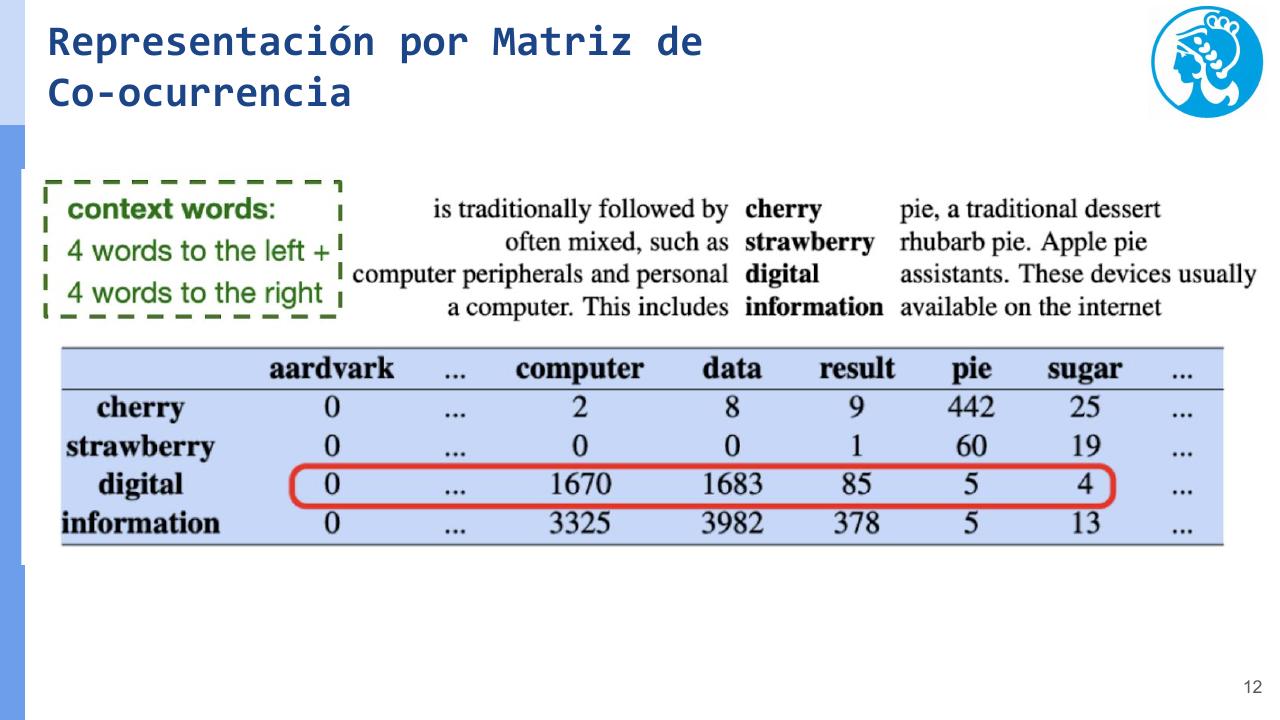 Representación por Matriz de
Co-ocurrencia
context words:
4 words to the left +
4 words to the right
is traditionally followed by cherry pie, a traditional dessert
often mixed, such as strawberry rhubarb pie. Apple pie
computer peripherals and personal digital assistants. These devices usually
a computer. This includes information available on the internet
aardvark ... computer data result pie sugar ...
cherry 0 ... 2 8 9 442 25 ...
strawberry 0 ... 0 0 1 60 19 ...
digital 0 ... 1670 1683 85 5 4 ...
information 0 ... 3325 3982 378 5 13 ...
12